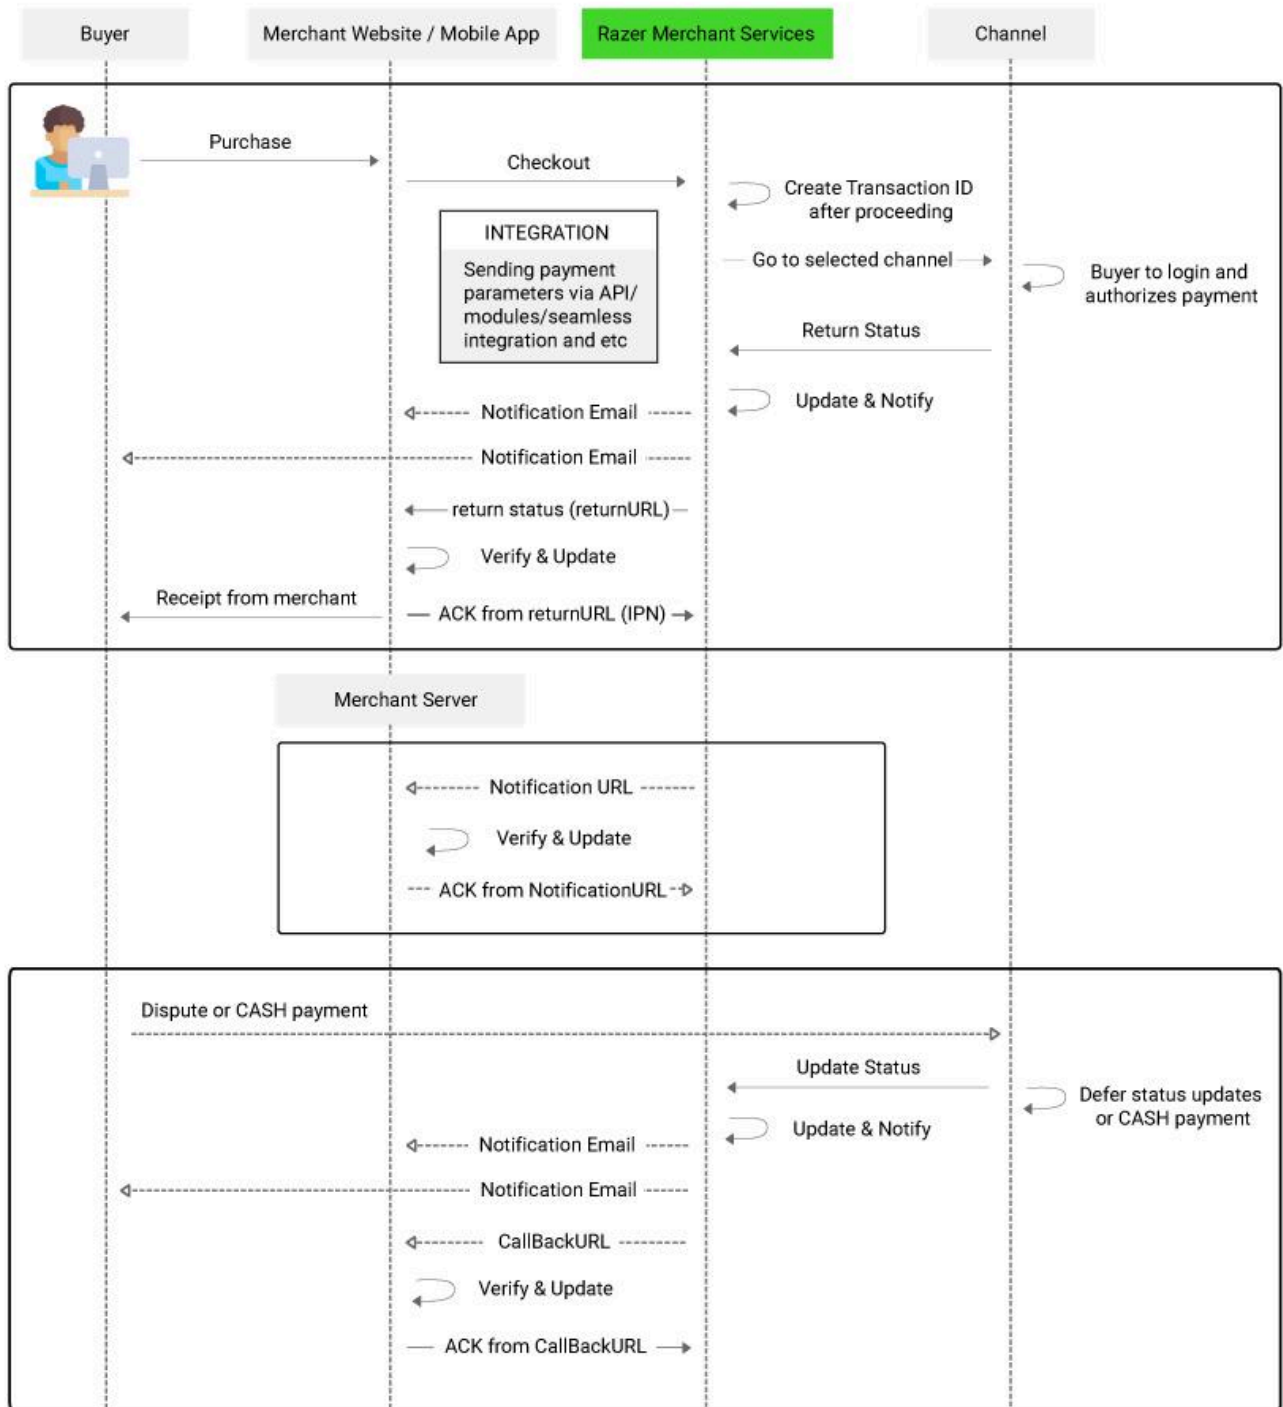 Buyer
Merchant Website / Mobile App
Razer Merchant Services
Channel
Purchase
Checkout
Create Transaction ID
after proceeding
INTEGRATION
Sending payment
parameters via API/
modules/seamless
integration and etc
Go to selected channel
Buyer to login and
authorizes payment
Return Status
Update & Notify
Notification Email
Notification Email
return status (returnURL)
Verify & Update
Receipt from merchant
ACK from returnURL (IPN)
Merchant Server
Notification URL
Verify & Update
ACK from NotificationURL
Dispute or CASH payment
Update Status
Defer status updates
or CASH payment
Update & Notify
Notification Email
Notification Email
CallBackURL
Verify & Update
ACK from CallBackURL